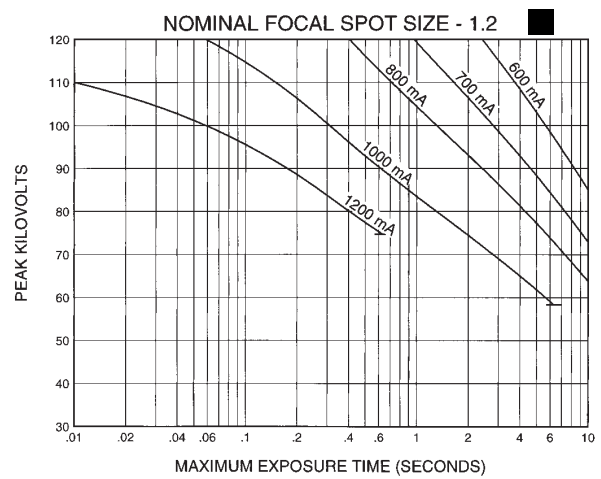 NOMINAL FOCAL SPOT SIZE - 1.2
120
110
100
90
80
70
60
50
40
30
PEAK KILOVOLTS
600 mA
700 mA
800 mA
1000 mA
1200 mA
.01 .02 .04 .06 .1 .2 .4 .6 1 2 4 6 10
MAXIMUM EXPOSURE TIME (SECONDS)